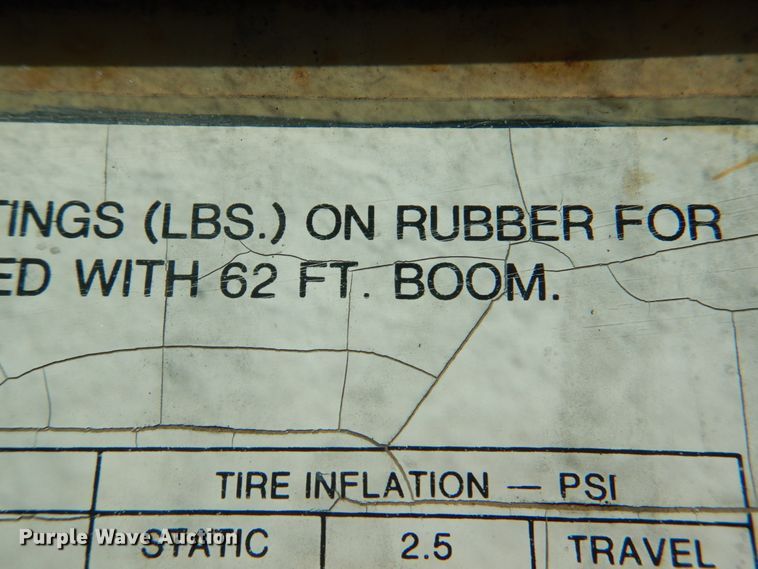 TINGS (LBS.) ON RUBBER FOR
ED WITH 62 FT. BOOM.
TIRE INFLATION — PSI
STATIC 2.5 TRAVEL
Purple Wave Auction